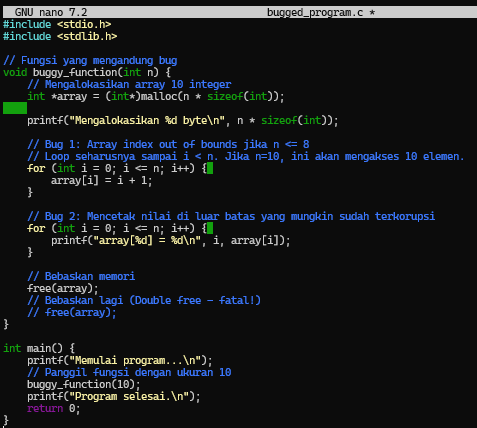 GNU nano 7.2 bugged_program.c *
#include <stdio.h>
#include <stdlib.h>

// Fungsi yang mengandung bug
void buggy_function(int n) {
    // Mengalokasikan array 10 integer
    int *array = (int*)malloc(n * sizeof(int));

    printf("Mengalokasikan %d byte\n", n * sizeof(int));

    // Bug 1: Array index out of bounds jika n <= 8
    // Loop seharusnya sampai i < n. Jika n=10, ini akan mengakses 10 elemen.
    for (int i = 0; i <= n; i++) {
        array[i] = i + 1;
    }

    // Bug 2: Mencetak nilai di luar batas yang mungkin sudah terkorupsi
    for (int i = 0; i <= n; i++) {
        printf("array[%d] = %d\n", i, array[i]);
    }

    // Bebaskan memori
    free(array);
    // Bebaskan lagi (Double free - fatal!)
    // free(array);
}

int main() {
    printf("Memulai program...\n");
    // Panggil fungsi dengan ukuran 10
    buggy_function(10);
    printf("Program selesai.\n");
    return 0;
}